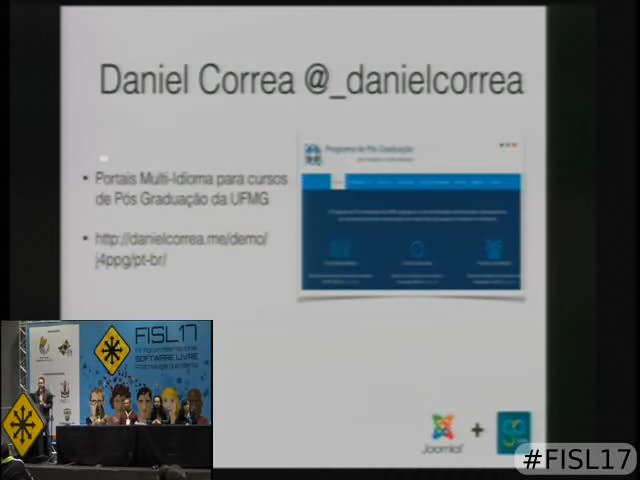 Daniel Correa @_danielcorrea
• Portais Multi-Idioma para cursos
de Pós Graduação da UFMG
• http://danielcorrea.me/demo/
j4ppg/pt-br/
Programa de Pós-Graduação
FISL17
SOFTWARE LIVRE
Joomla!
+
#FISL17